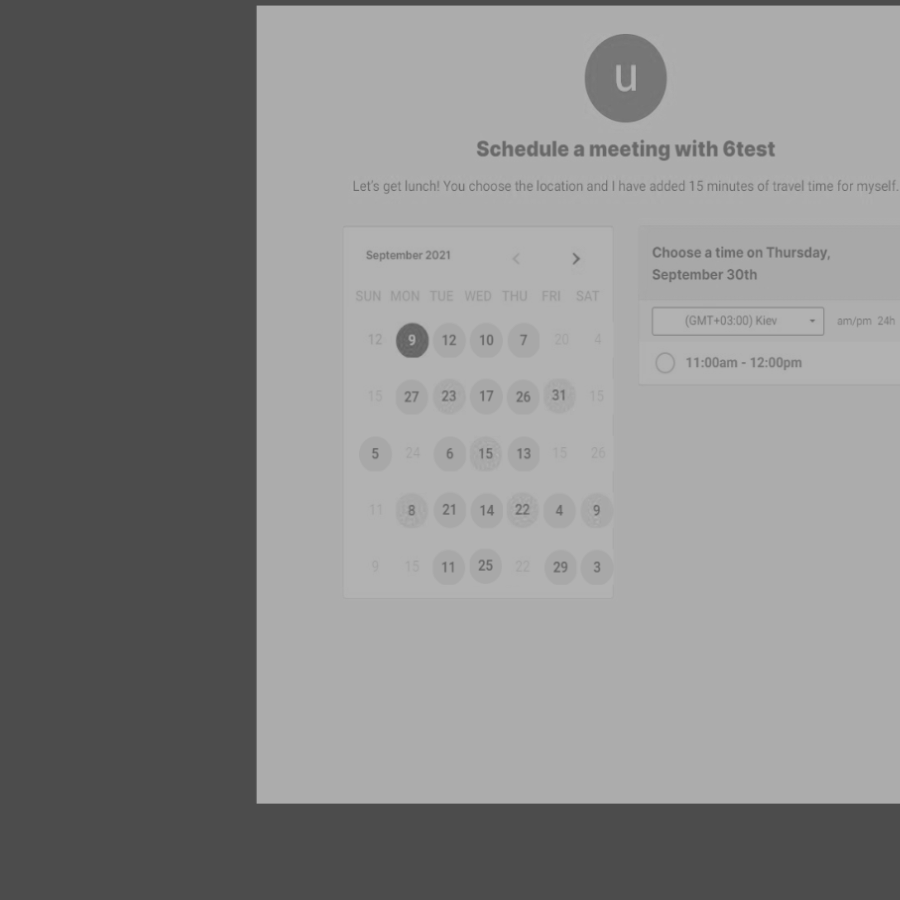 u
Schedule a meeting with 6test
Let's get lunch! You choose the location and I have added 15 minutes of travel time for myself.
September 2021
SUN MON TUE WED THU FRI SAT
12 9 12 10 7 20 4
15 27 23 17 26 31 15
5 24 6 15 13 15 26
11 8 21 14 22 4 9
9 15 11 25 22 29 3
Choose a time on Thursday,
September 30th
(GMT+03:00) Kiev am/pm 24h
11:00am - 12:00pm